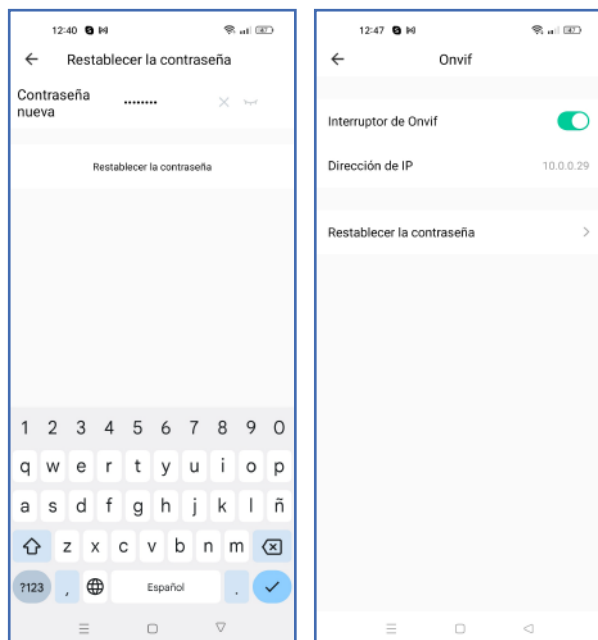 12:40
Restablecer la contraseña
Contraseña
nueva
••••••••
Restablecer la contraseña
1 2 3 4 5 6 7 8 9 0
q w e r t y u i o p
a s d f g h j k l ñ
z x c v b n m
?123 , Español .
12:47
Onvif
Interruptor de Onvif
Dirección de IP 10.0.0.29
Restablecer la contraseña